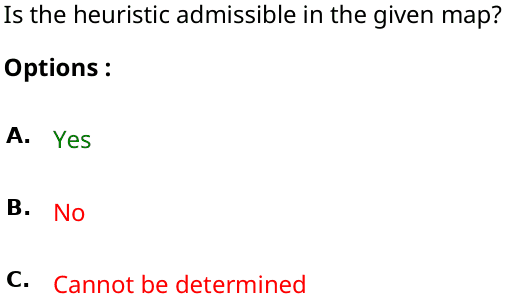 Is the heuristic admissible in the given map?
Options :
A. Yes
B. No
C. Cannot be determined